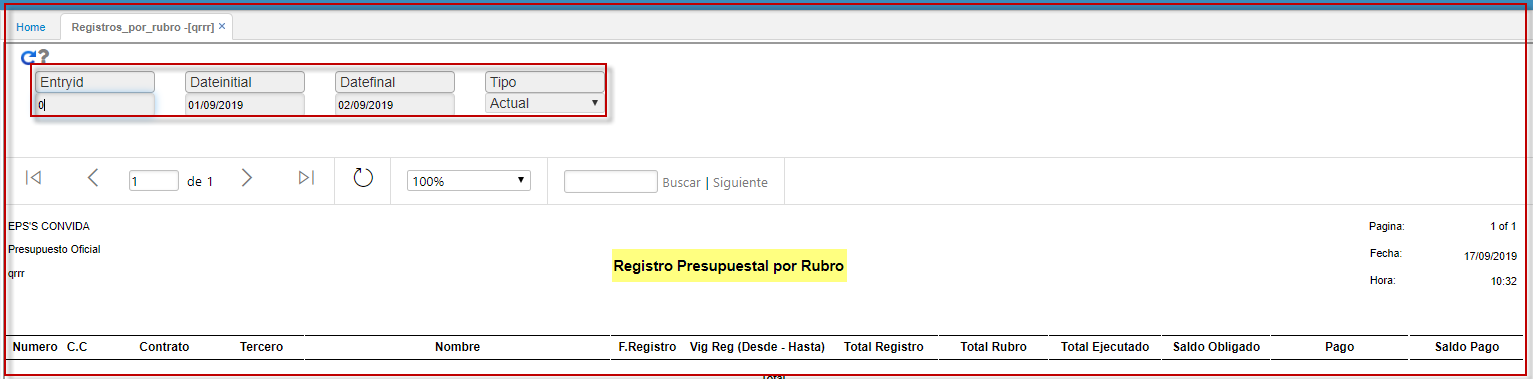 Home Registros_por_rubro -[qrrr] ×
?
Entryid Dateinitial Datefinal Tipo
0 01/09/2019 02/09/2019 Actual
1 de 1 100% Buscar | Siguiente
EPS'S CONVIDA Pagina: 1 of 1
Presupuesto Oficial
Registro Presupuestal por Rubro
Fecha: 17/09/2019
qrrr
Hora: 10:32
Numero C.C Contrato Tercero Nombre F.Registro Vig Reg (Desde - Hasta) Total Registro Total Rubro Total Ejecutado Saldo Obligado Pago Saldo Pago
Total